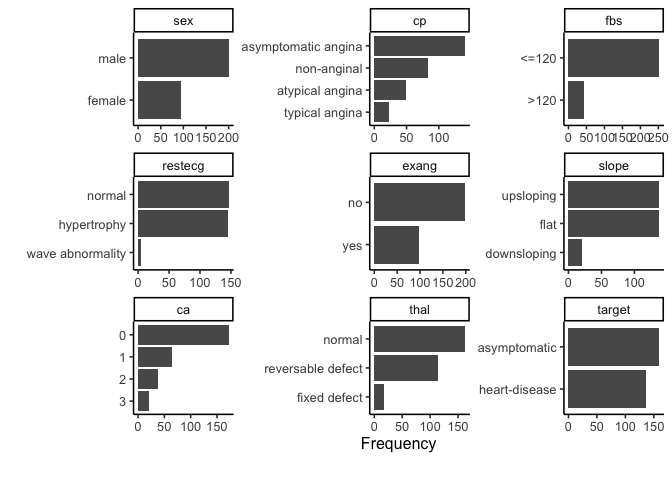 sex
male
female
0 50 100 150 200
cp
asymptomatic angina
non-anginal
atypical angina
typical angina
0 50 100
fbs
<=120
>120
0 50 100 150 200 250
restecg
normal
hypertrophy
wave abnormality
0 50 100 150
exang
no
yes
0 50 100 150 200
slope
upsloping
flat
downsloping
0 50 100
ca
0
1
2
3
0 50 100 150
thal
normal
reversable defect
fixed defect
0 50 100 150
target
asymptomatic
heart-disease
0 50 100 150
Frequency